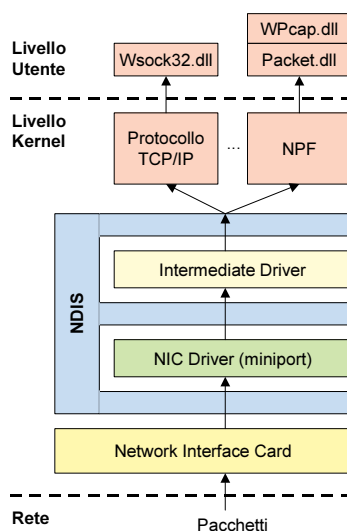 WPcap.dll
Livello
Utente
Wsock32.dll
Packet.dll
Livello
Kernel
Protocollo
TCP/IP
...
NPF
NDIS
Intermediate Driver
NIC Driver (miniport)
Network Interface Card
Rete
Pacchetti